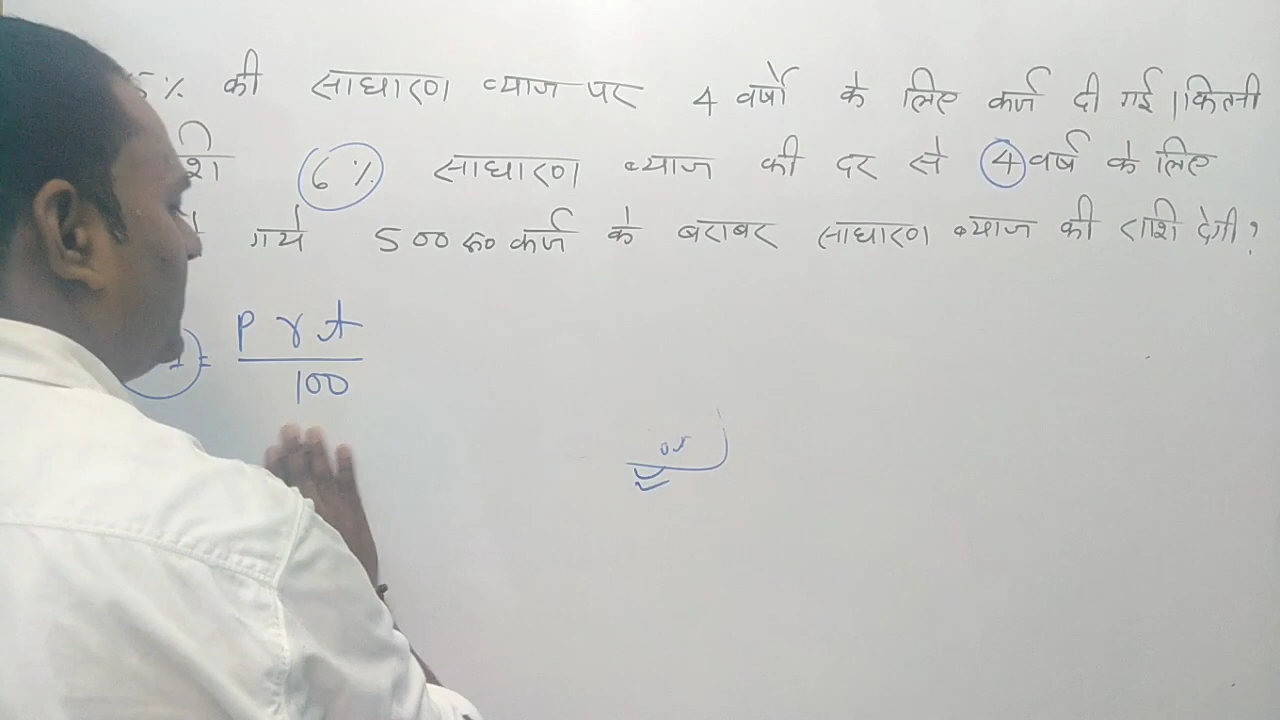 5% की साधारण ब्याज पर 4 वर्षों के लिए कर्ज दी गई। कितनी
6% साधारण ब्याज की दर से 4 वर्ष के लिए
गये 500 रु० कर्ज के बराबर साधारण ब्याज की राशि देगी?
= P r t
100